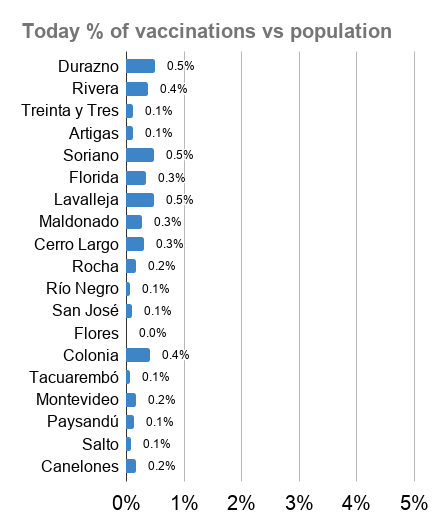 Today % of vaccinations vs population
Durazno 0.5%
Rivera 0.4%
Treinta y Tres 0.1%
Artigas 0.1%
Soriano 0.5%
Florida 0.3%
Lavalleja 0.5%
Maldonado 0.3%
Cerro Largo 0.3%
Rocha 0.2%
Río Negro 0.1%
San José 0.1%
Flores 0.0%
Colonia 0.4%
Tacuarembó 0.1%
Montevideo 0.2%
Paysandú 0.1%
Salto 0.1%
Canelones 0.2%
0% 1% 2% 3% 4% 5%